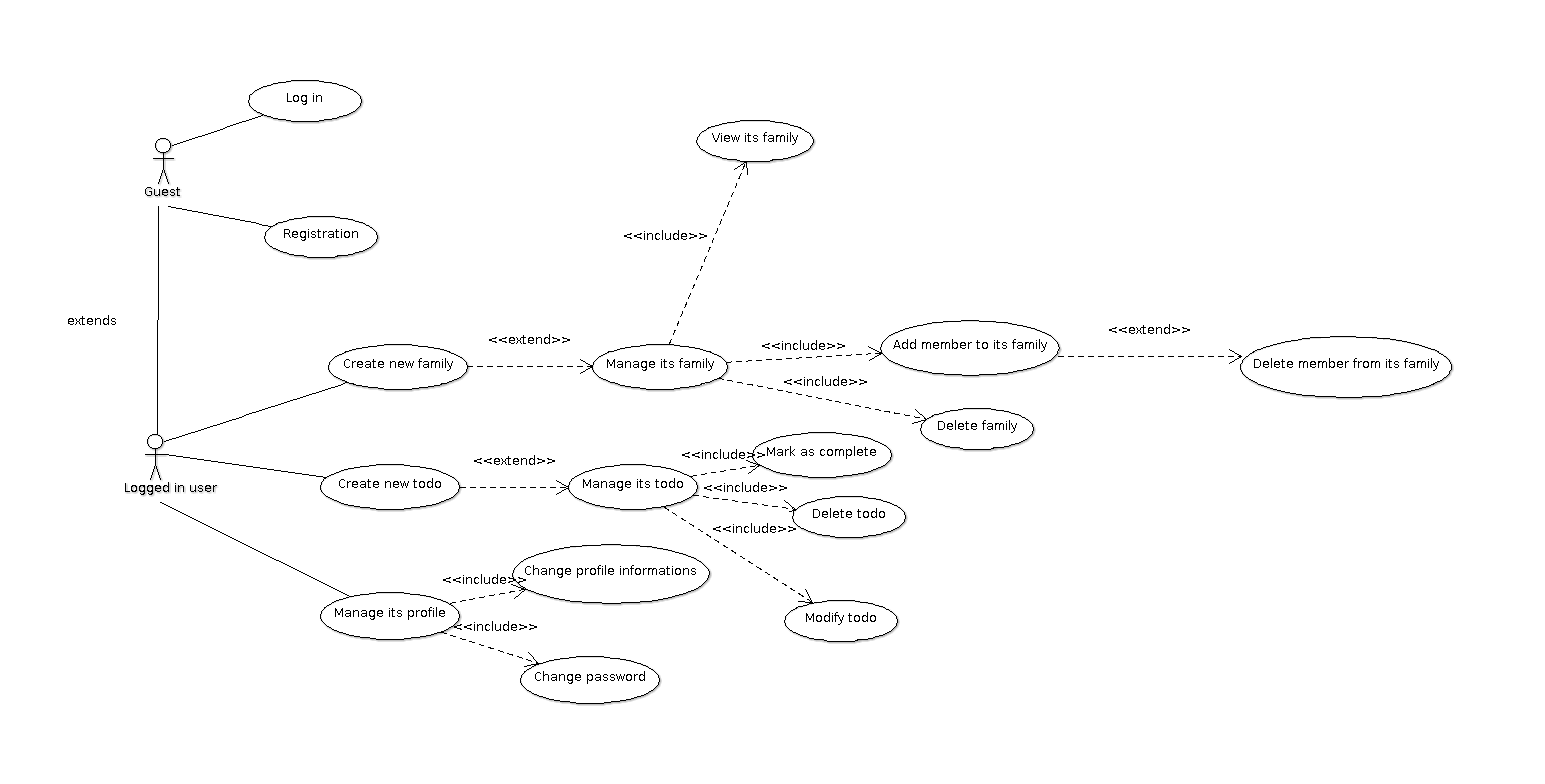 Log in
View its family
Guest
Registration
<<include>>
extends
<<extend>>
<<include>>
Add member to its family
<<extend>>
Create new family
Manage its family
Delete member from its family
<<include>>
Delete family
<<extend>>
<<include>>
Mark as complete
Logged in user
Create new todo
Manage its todo
<<include>>
Delete todo
<<include>>
<<include>>
Change profile informations
Manage its profile
Modify todo
<<include>>
Change password